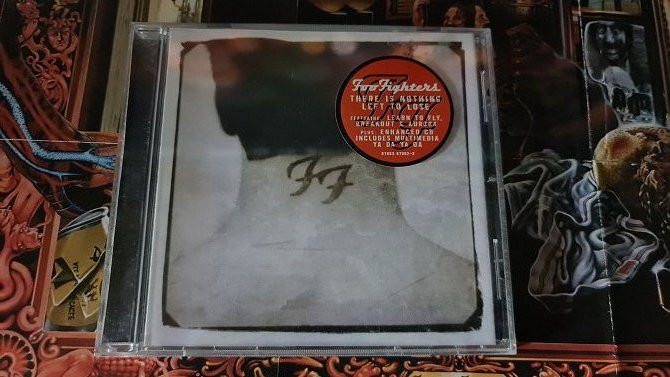 Foo Fighters
THERE IS NOTHING
LEFT TO LOSE
FEATURING: LEARN TO FLY,
BREAKOUT & AURORA
PLUS: ENHANCED CD
INCLUDES MULTIMEDIA
YA DA YA DA
FF